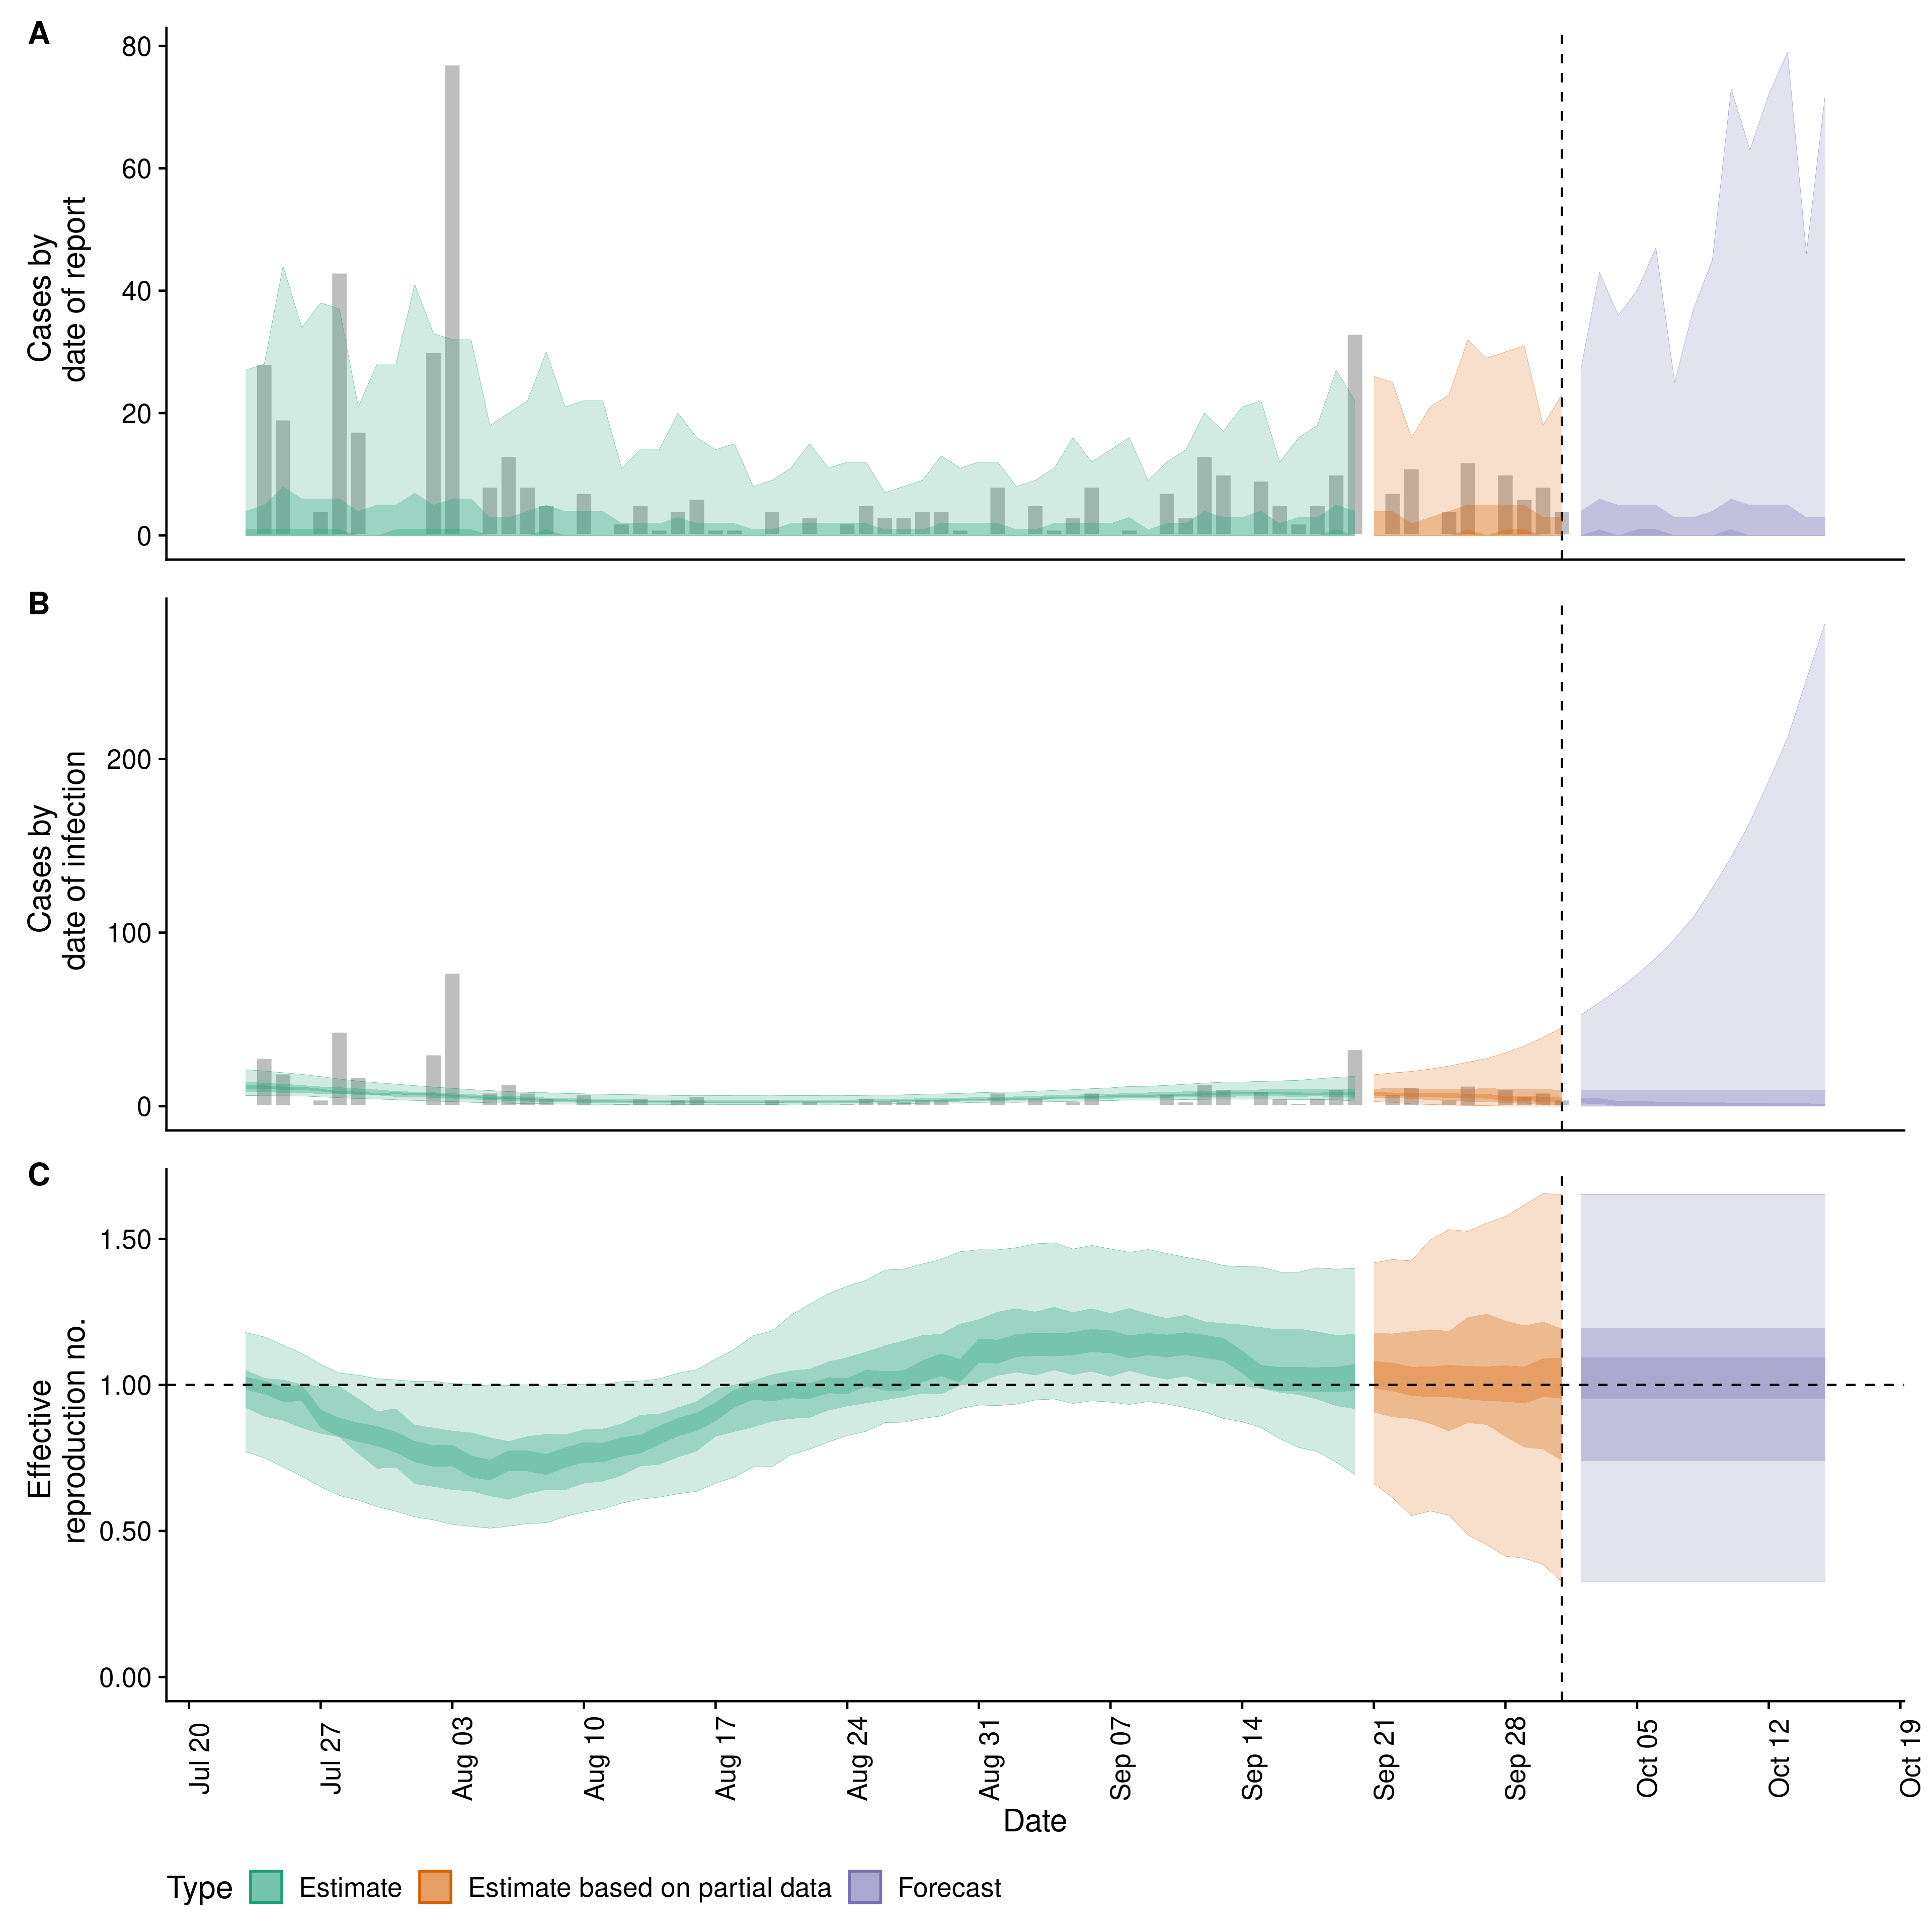 A
Cases by
date of report
80
60
40
20
0
B
Cases by
date of infection
200
100
0
C
Effective
reproduction no.
1.50
1.00
0.50
0.00
Jul 20
Jul 27
Aug 03
Aug 10
Aug 17
Aug 24
Aug 31
Sep 07
Sep 14
Sep 21
Sep 28
Oct 05
Oct 12
Oct 19
Date
Type Estimate Estimate based on partial data Forecast